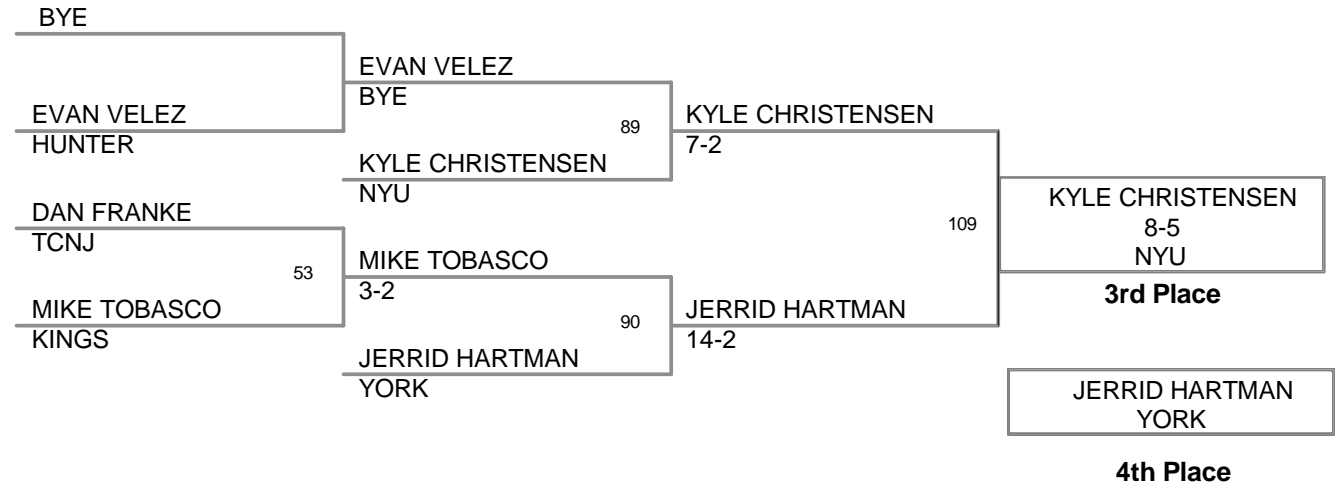 BYE
EVAN VELEZ
BYE
EVAN VELEZ
HUNTER
89
KYLE CHRISTENSEN
7-2
KYLE CHRISTENSEN
NYU
DAN FRANKE
TCNJ
109
KYLE CHRISTENSEN
8-5
NYU
3rd Place
53
MIKE TOBASCO
3-2
MIKE TOBASCO
KINGS
90
JERRID HARTMAN
14-2
JERRID HARTMAN
YORK
JERRID HARTMAN
YORK
4th Place